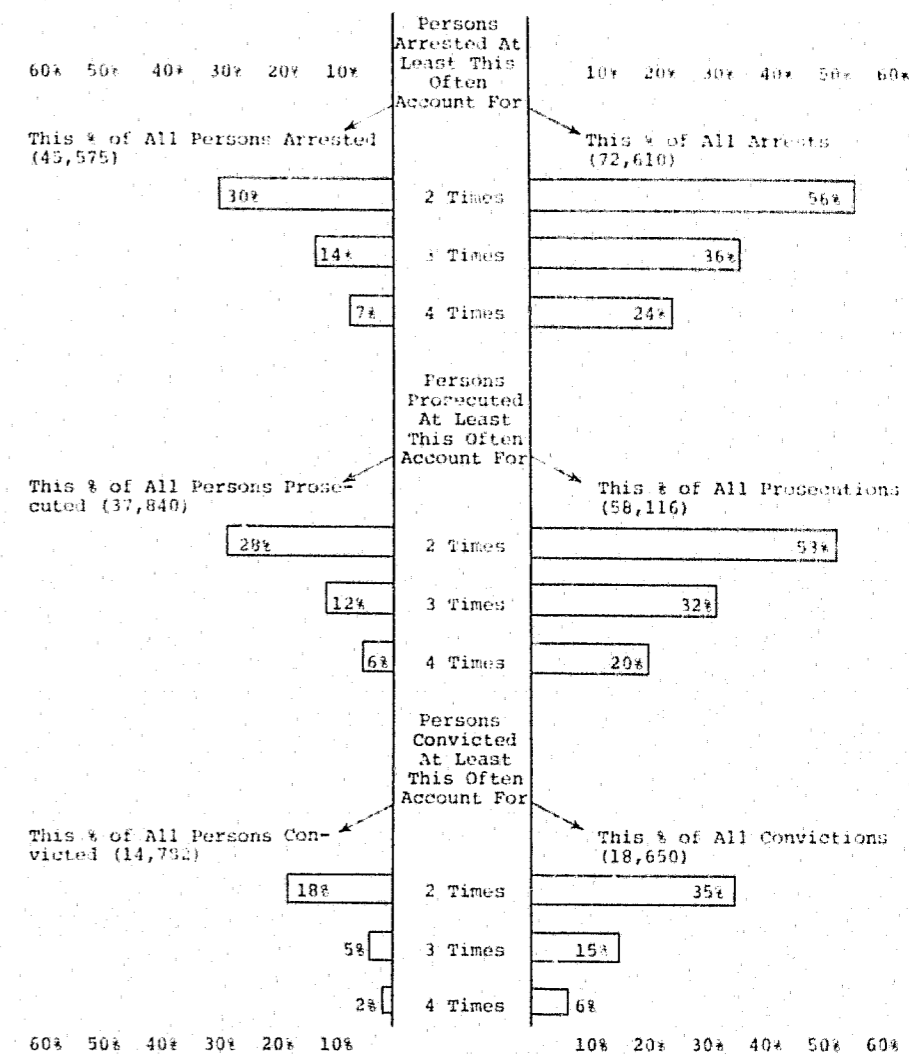 Persons
Arrested At
Least This
Often
Account For
60% 50% 40% 30% 20% 10% 10% 20% 30% 40% 50% 60%
This % of All Persons Arrested
(45,575)
This % of All Arrests
(72,610)
30% 2 Times 56%
14% 3 Times 36%
7% 4 Times 24%
Persons
Prosecuted
At Least
This Often
Account For
This % of All Persons Prose-
cuted (37,840)
This % of All Prosecutions
(58,116)
28% 2 Times 53%
12% 3 Times 32%
6% 4 Times 20%
Persons
Convicted
At Least
This Often
Account For
This % of All Persons Con-
victed
This % of All Convictions
(18,650)
18% 2 Times 35%
5% 3 Times 15%
2% 4 Times 6%
60% 50% 40% 30% 20% 10% 10% 20% 30% 40% 50% 60%